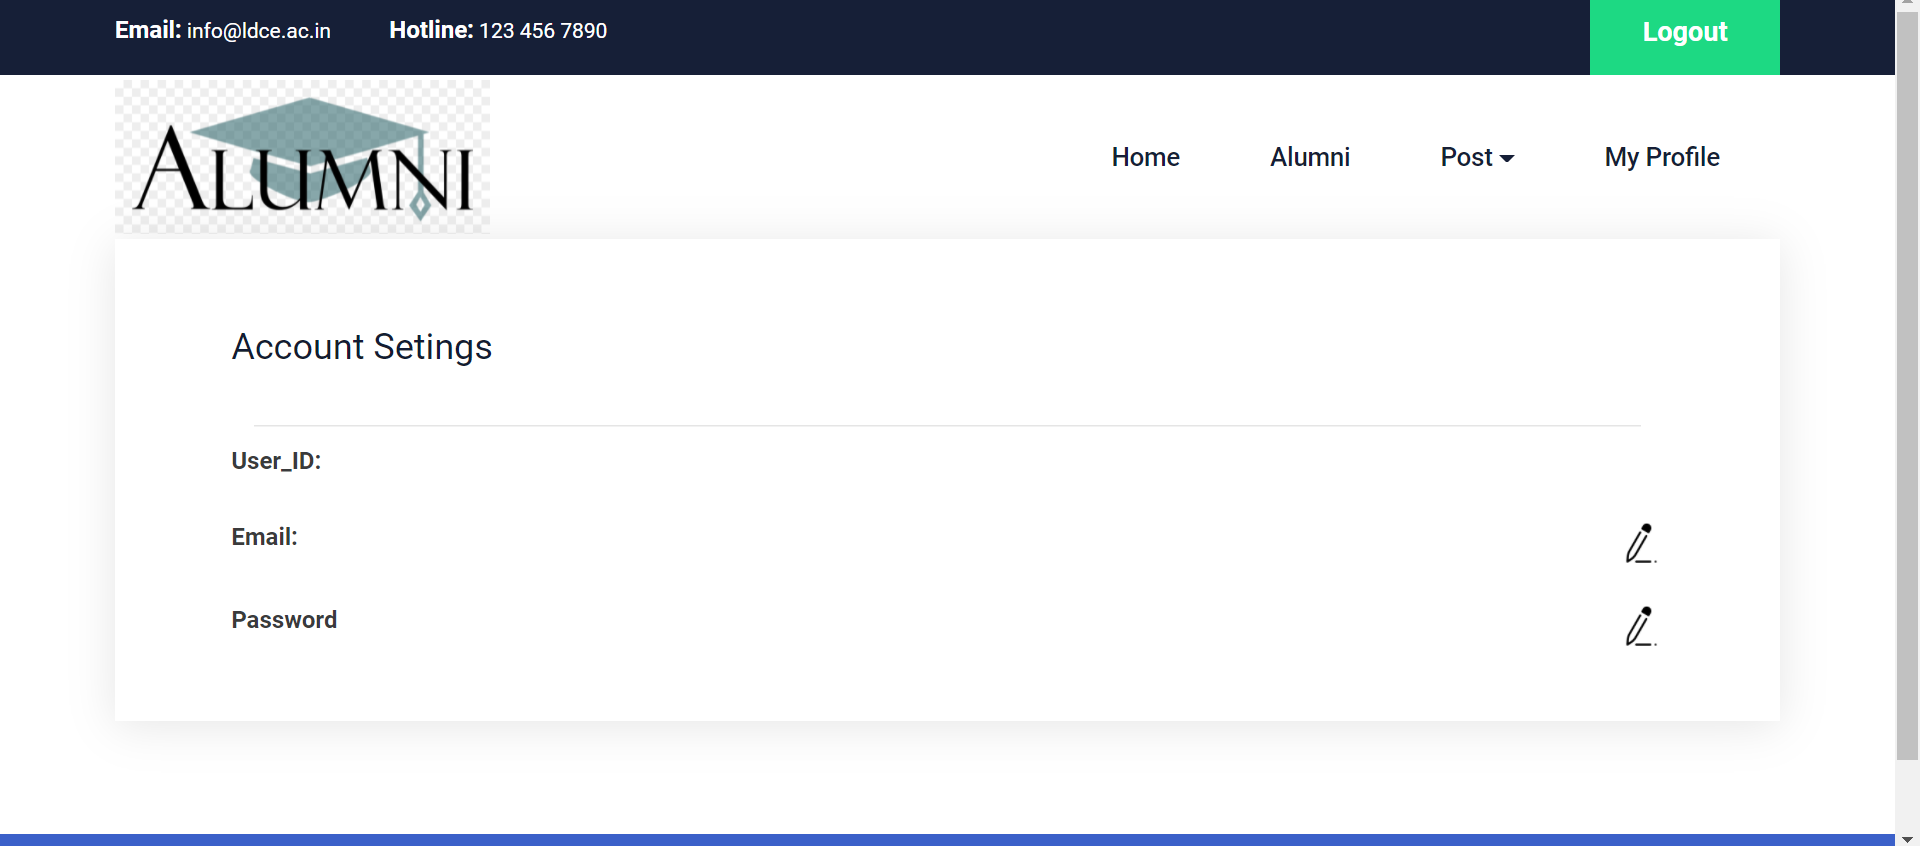 Email: info@ldce.ac.in Hotline: 123 456 7890 Logout
ALUMNI
Home Alumni Post My Profile
Account Setings
User_ID:
Email:
Password